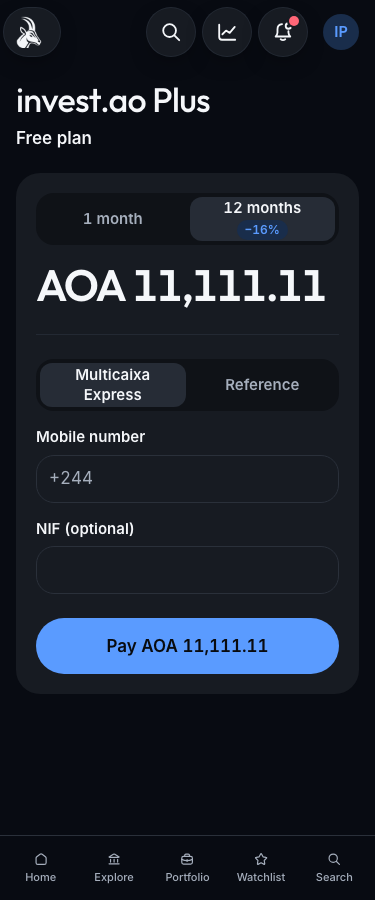 IP
invest.ao Plus
Free plan
1 month
12 months
−16%
AOA 11,111.11
Multicaixa
Express
Reference
Mobile number
+244
NIF (optional)
Pay AOA 11,111.11
Home
Explore
Portfolio
Watchlist
Search